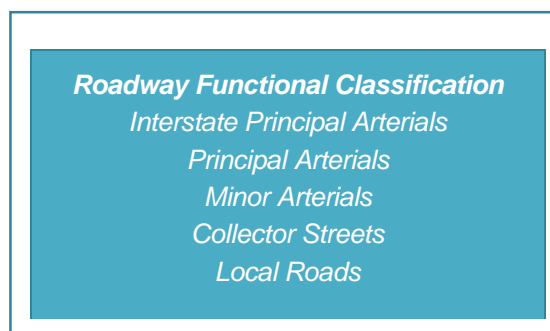 Roadway Functional Classification
Interstate Principal Arterials
Principal Arterials
Minor Arterials
Collector Streets
Local Roads